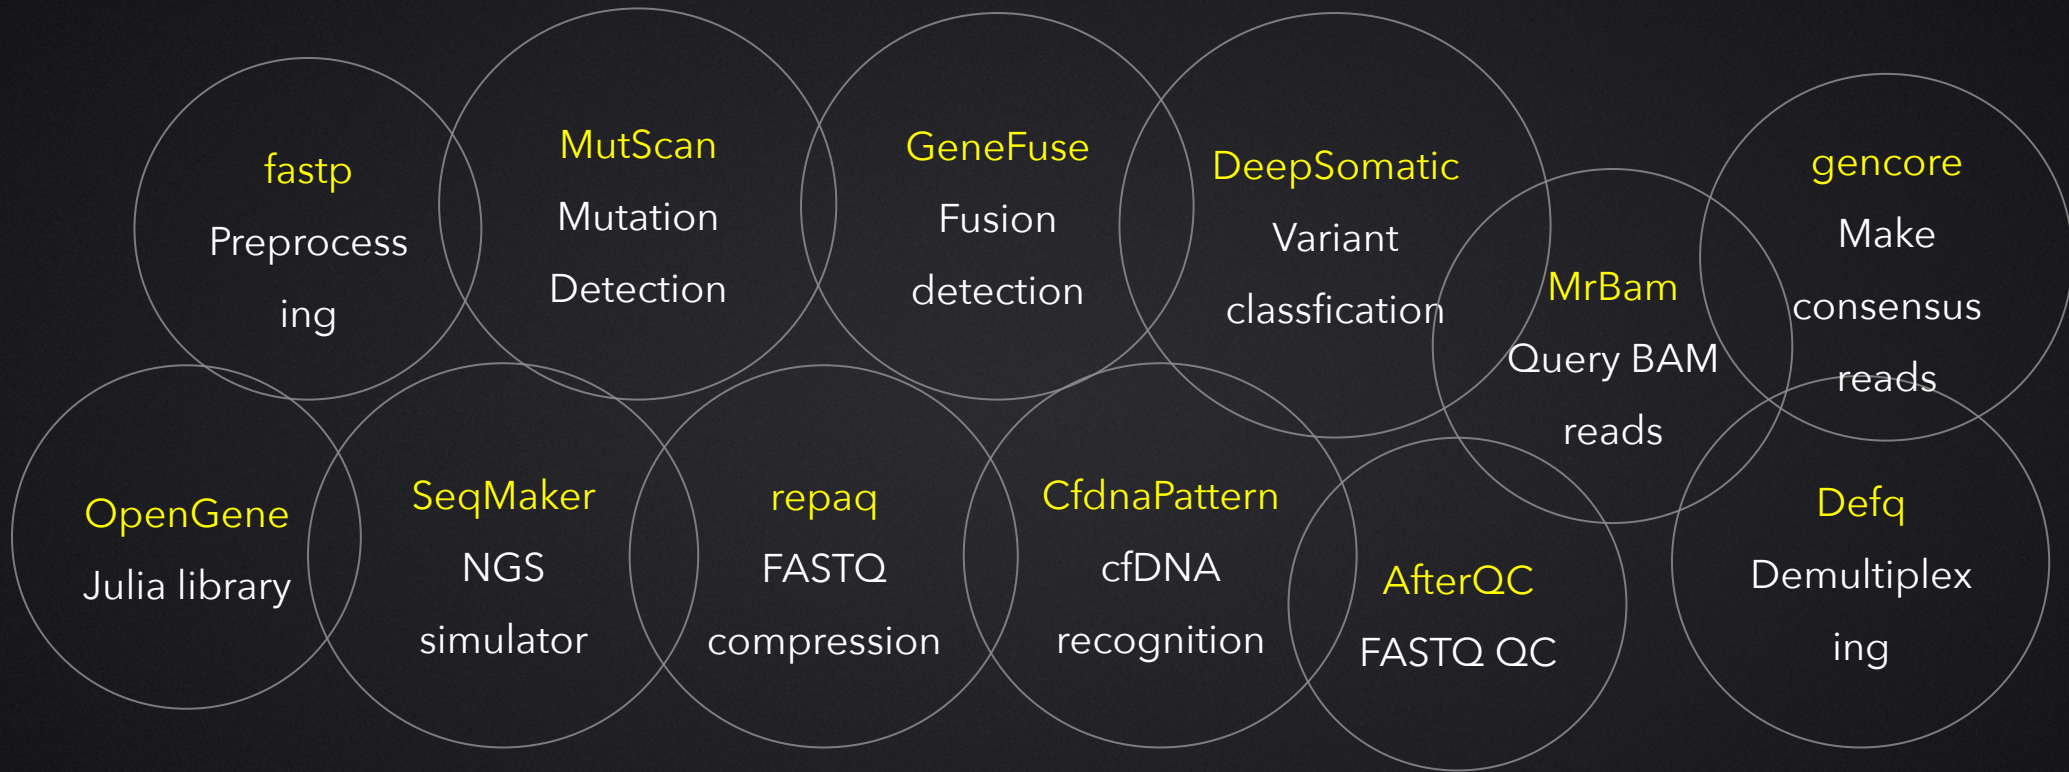 fastp
Preprocess
ing
MutScan
Mutation
Detection
GeneFuse
Fusion
detection
DeepSomatic
Variant
classfication
MrBam
Query BAM
reads
gencore
Make
consensus
reads
OpenGene
Julia library
SeqMaker
NGS
simulator
repaq
FASTQ
compression
CfdnaPattern
cfDNA
recognition
AfterQC
FASTQ QC
Defq
Demultiplex
ing